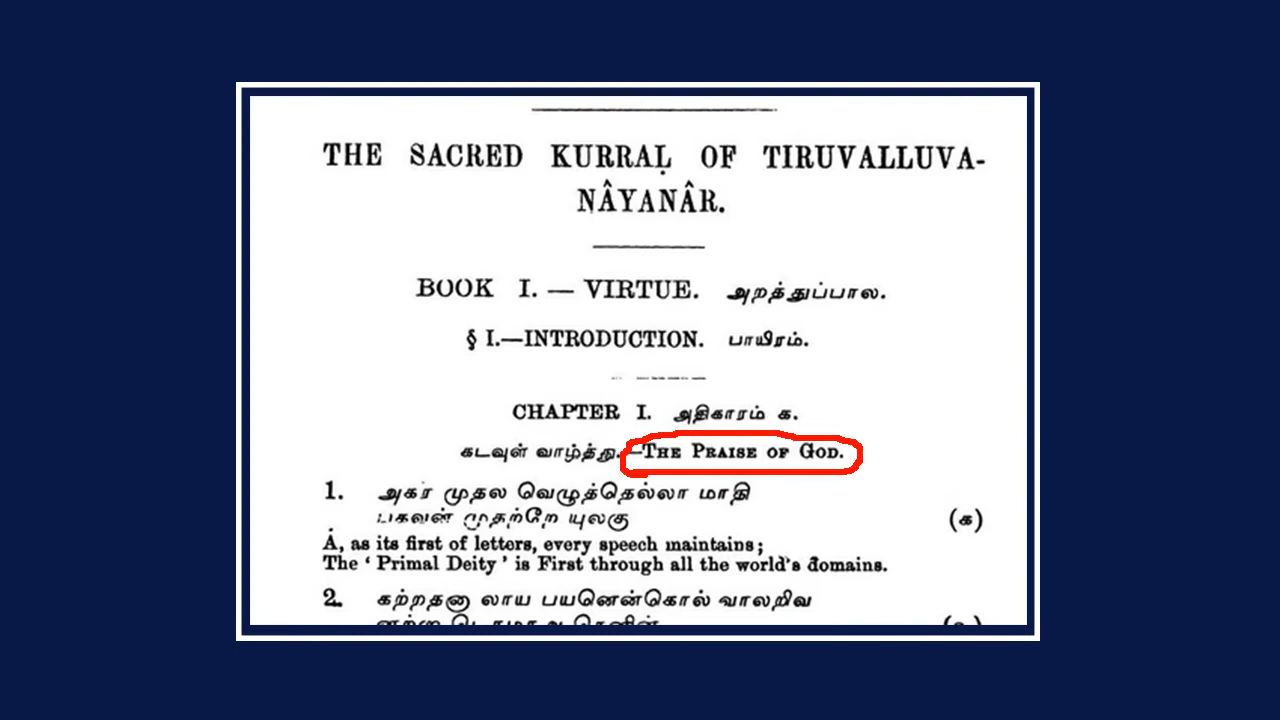 THE SACRED KURRAḶ OF TIRUVALLUVA-
NÂYANÂR.
BOOK I. — VIRTUE. அறத்துப்பால.
§ I.—INTRODUCTION. பாயிரம்.
CHAPTER I. அதிகாரம் க.
கடவுள் வாழ்த்து.—THE PRAISE OF GOD.
1. அகர முதல வெழுத்தெல்லா மாதி
பகவன் முதற்றே யுலகு (க)
A, as its first of letters, every speech maintains;
The ‘ Primal Deity ’ is First through all the world's domains.
2. கற்றதனா லாய பயனென்கொல் வாலறிவ